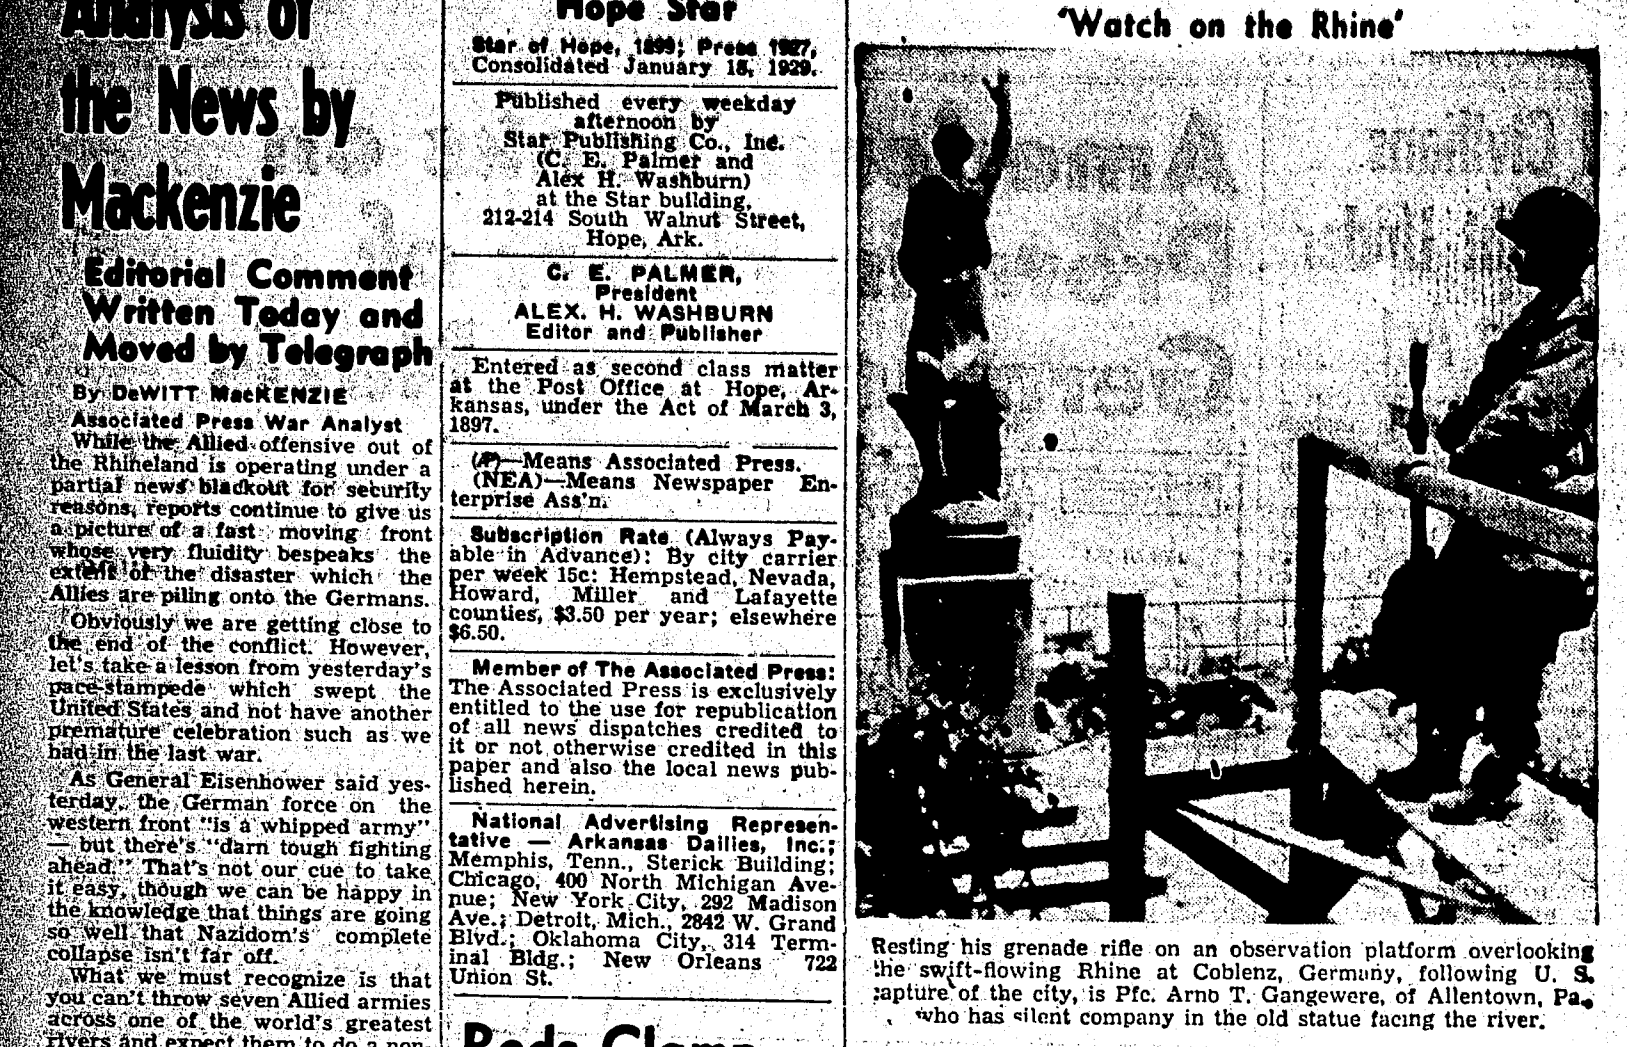 Analysis of
the News by
Mackenzie
Editorial Comment
Written Today and
Moved by Telegraph
By DeWITT MacKENZIE
Associated Press War Analyst
While the Allied offensive out of
the Rhineland is operating under a
partial news blackout for security
reasons, reports continue to give us
a picture of a fast moving front
whose very fluidity bespeaks the
extent of the disaster which the
Allies are piling onto the Germans.
Obviously we are getting close to
the end of the conflict. However,
let's take a lesson from yesterday's
pace-stampede which swept the
United States and not have another
premature celebration such as we
had in the last war.
As General Eisenhower said yes-
terday, the German force on the
western front "is a whipped army"
— but there's "darn tough fighting
ahead." That's not our cue to take
it easy, though we can be happy in
the knowledge that things are going
so well that Nazidom's complete
collapse isn't far off.
What we must recognize is that
you can't throw seven Allied armies
across one of the world's greatest
rivers and expect them to do a non-
Hope Star
Star of Hope, 1899; Press 1927,
Consolidated January 18, 1929.
Published every weekday
afternoon by
Star Publishing Co., Inc.
(C. E. Palmer and
Alex H. Washburn)
at the Star building,
212-214 South Walnut Street,
Hope, Ark.
C. E. PALMER,
President
ALEX. H. WASHBURN
Editor and Publisher
Entered as second class matter
at the Post Office at Hope, Ar-
kansas, under the Act of March 3,
1897.
(AP)—Means Associated Press.
(NEA)—Means Newspaper En-
terprise Ass'n.
Subscription Rate (Always Pay-
able in Advance): By city carrier
per week 15c: Hempstead, Nevada,
Howard, Miller and Lafayette
counties, $3.50 per year; elsewhere
$6.50.
Member of The Associated Press:
The Associated Press is exclusively
entitled to the use for republication
of all news dispatches credited to
it or not otherwise credited in this
paper and also the local news pub-
lished herein.
National Advertising Represen-
tative — Arkansas Dailies, Inc.;
Memphis, Tenn., Sterick Building;
Chicago, 400 North Michigan Ave-
nue; New York City, 292 Madison
Ave.; Detroit, Mich., 2842 W. Grand
Blvd.; Oklahoma City, 314 Term-
inal Bldg.; New Orleans 722
Union St.
Reds Clamp
'Watch on the Rhine'
Resting his grenade rifle on an observation platform overlooking
the swift-flowing Rhine at Coblenz, Germany, following U. S.
capture of the city, is Pfc. Arno T. Gangewere, of Allentown, Pa.,
who has silent company in the old statue facing the river.